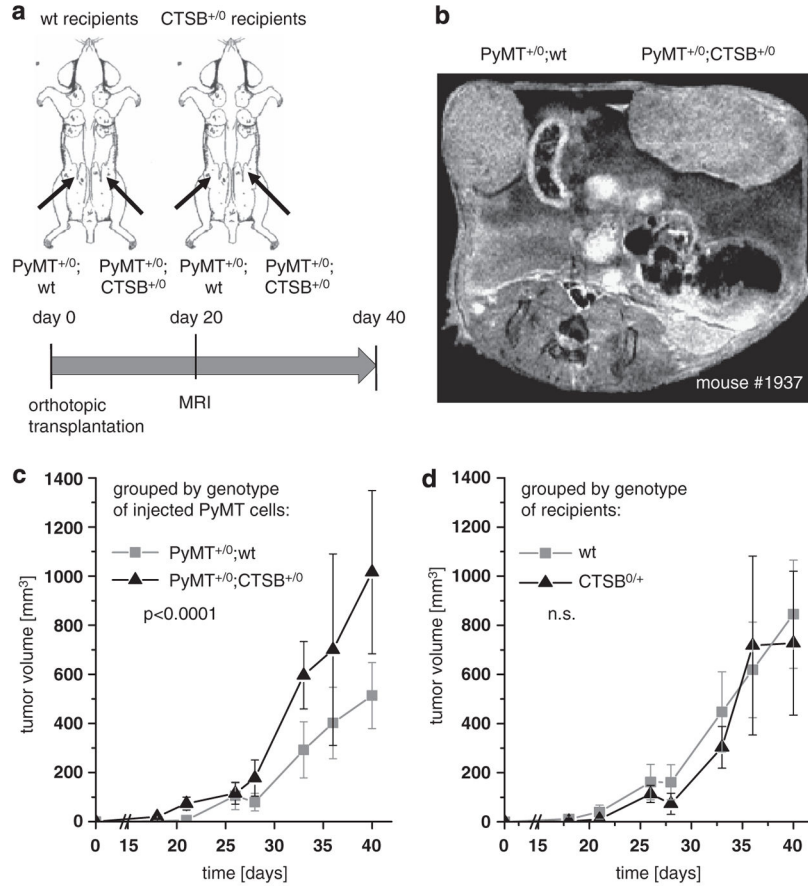 a
wt recipients
CTSB+/0 recipients
PyMT+/0;
wt
PyMT+/0;
CTSB+/0
PyMT+/0;
wt
PyMT+/0;
CTSB+/0
day 0
day 20
day 40
orthotopic
transplantation
MRI
b
PyMT+/0;wt
PyMT+/0;CTSB+/0
mouse #1937
c
grouped by genotype
of injected PyMT cells:
PyMT+/0;wt
PyMT+/0;CTSB+/0
p<0.0001
tumor volume [mm3]
1400
1200
1000
800
600
400
200
0
0 15 20 25 30 35 40
time [days]
d
grouped by genotype
of recipients:
wt
CTSB0/+
n.s.
tumor volume [mm3]
1400
1200
1000
800
600
400
200
0
0 15 20 25 30 35 40
time [days]